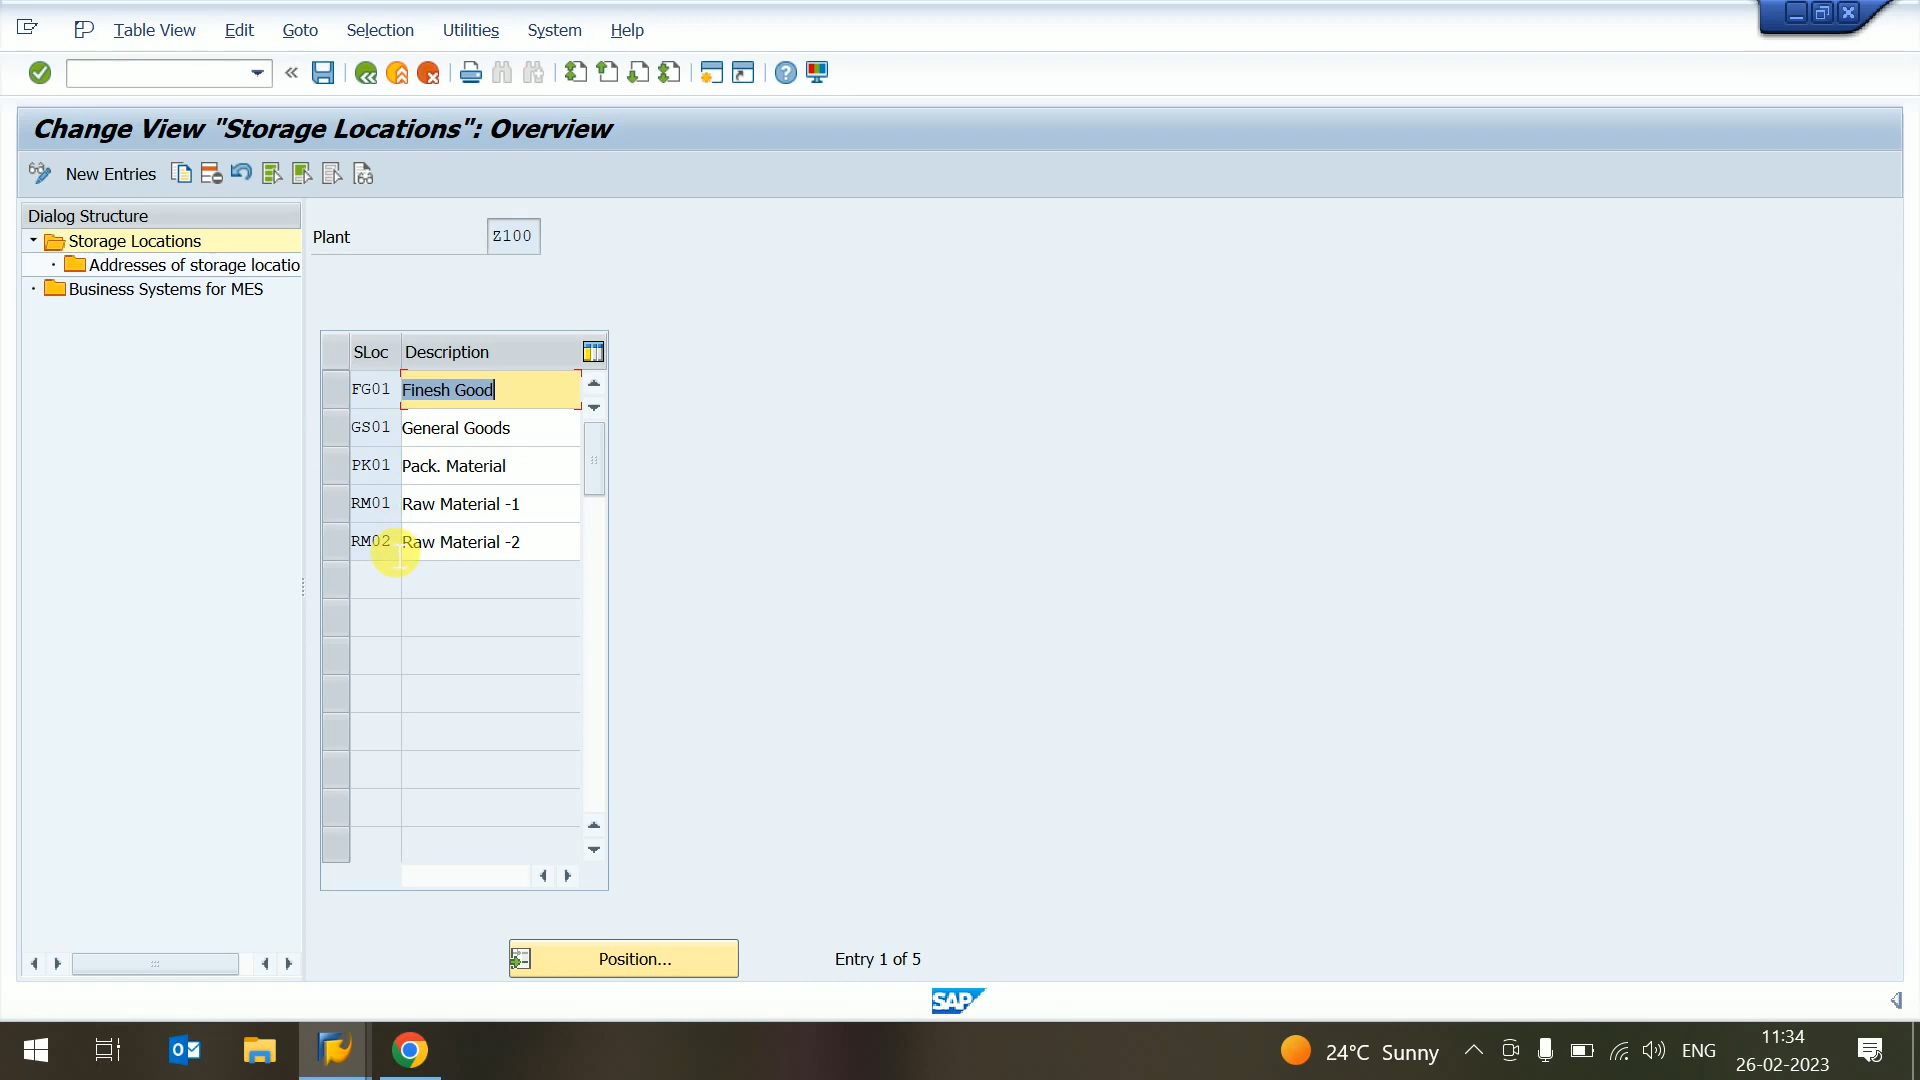 Table View Edit Goto Selection Utilities System Help
Change View "Storage Locations": Overview
New Entries
Dialog Structure
Storage Locations
Addresses of storage locatio
Business Systems for MES
Plant Z100
SLoc Description
FG01 Finesh Good
GS01 General Goods
PK01 Pack. Material
RM01 Raw Material -1
RM02 Raw Material -2
Position... Entry 1 of 5
SAP
24°C Sunny ENG 11:34
26-02-2023